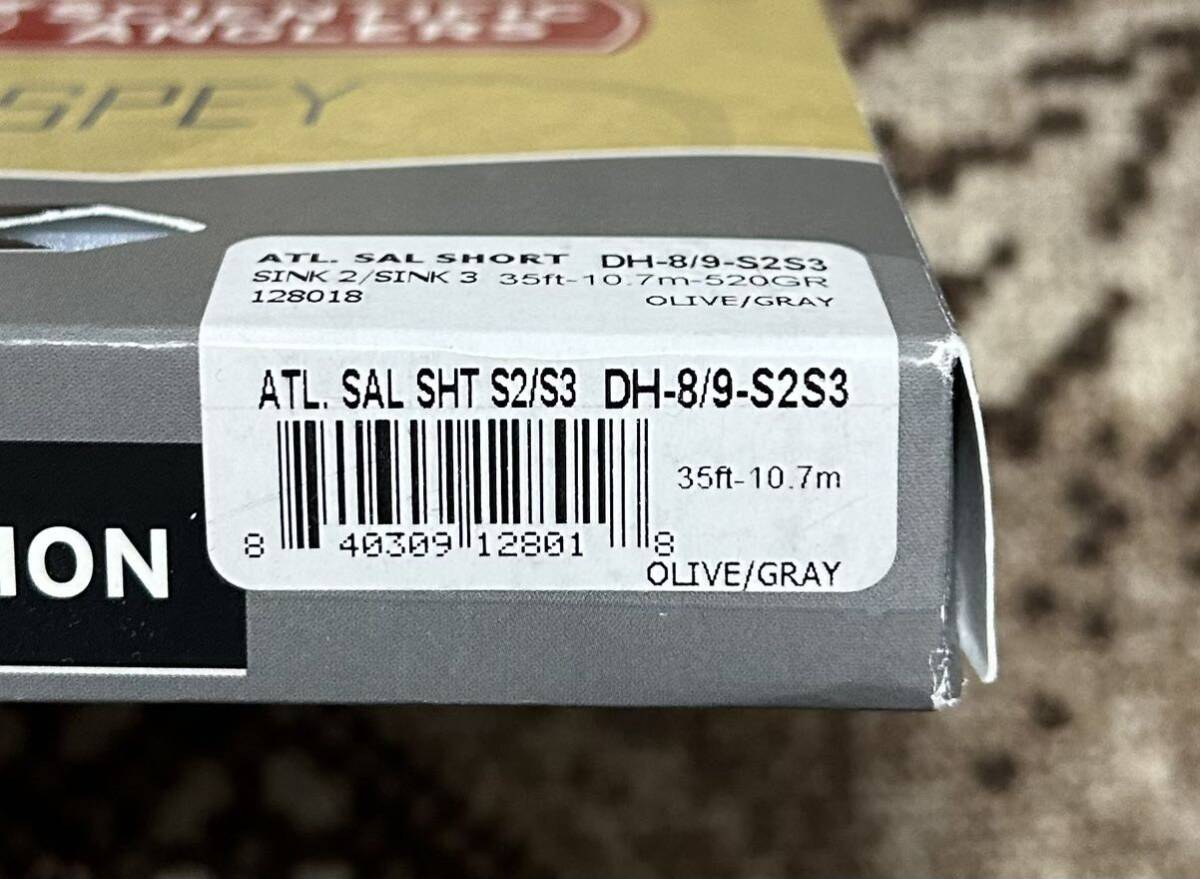 SCIENTIFIC
ANGLERS
SPEY
ATL. SAL SHORT DH-8/9-S2S3
SINK 2/SINK 3 35ft-10.7m-520GR
128018 OLIVE/GRAY
ATL. SAL SHT S2/S3 DH-8/9-S2S3
35ft-10.7m
8 40309 12801 8
OLIVE/GRAY
ION